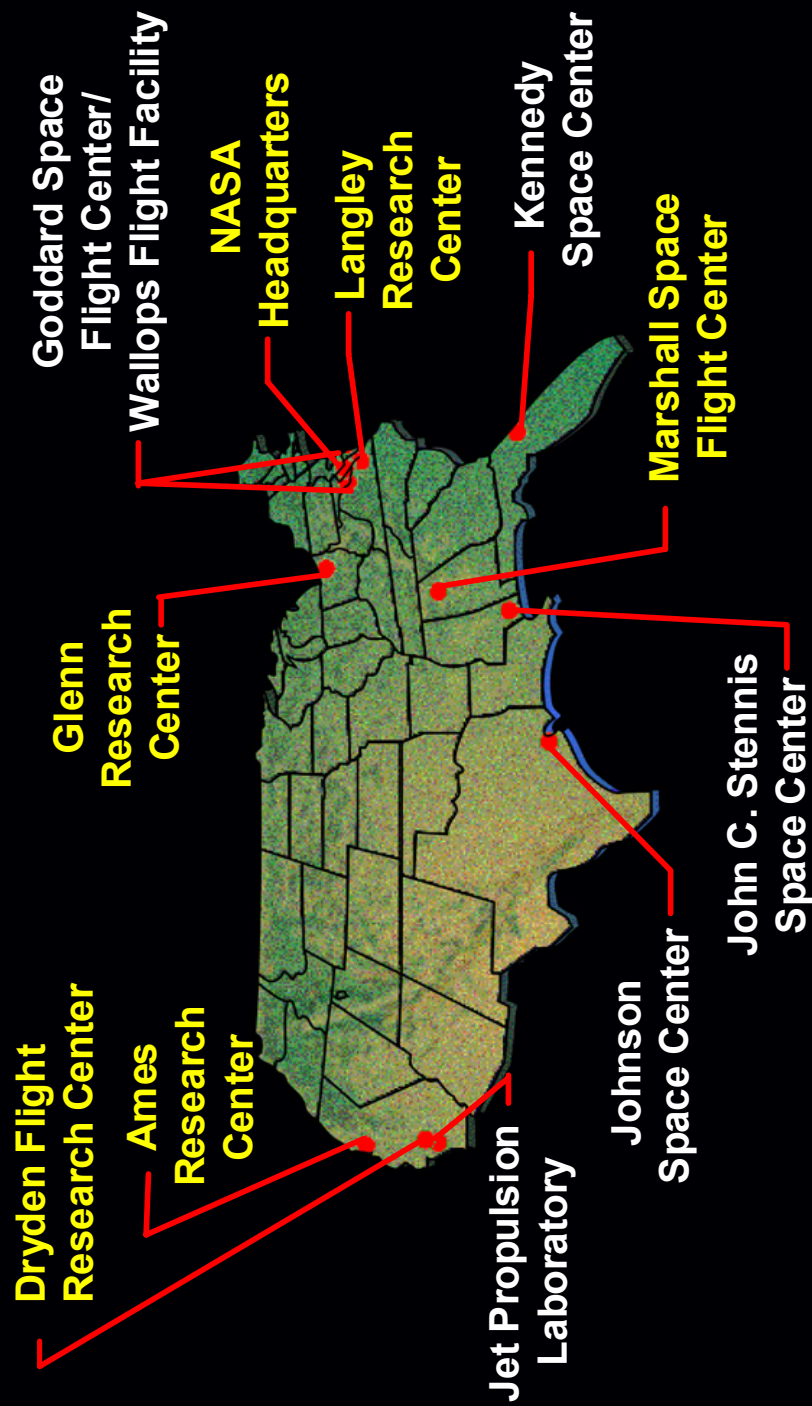 Goddard Space
Flight Center/
Wallops Flight Facility
NASA
Headquarters
Langley
Research
Center
Kennedy
Space Center
Marshall Space
Flight Center
Glenn
Research
Center
John C. Stennis
Space Center
Johnson
Space Center
Dryden Flight
Research Center
Ames
Research
Center
Jet Propulsion
Laboratory